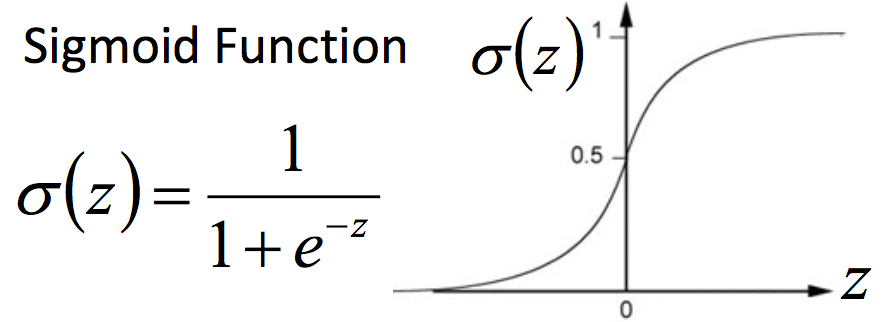 Sigmoid Function
σ(z) = 1 / (1 + e^{-z})
σ(z)
1
0.5
0
z